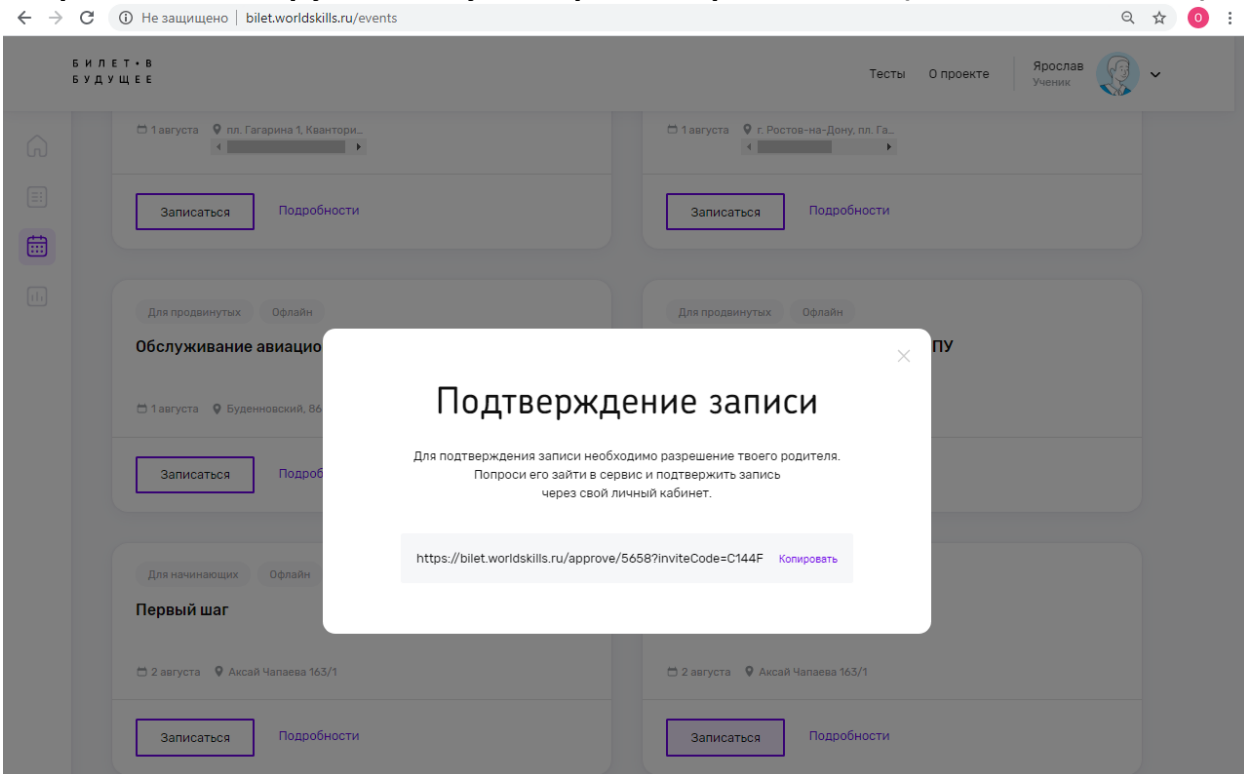 Не защищено | bilet.worldskills.ru/events
О
БИЛЕТ • В
БУДУЩЕЕ
Тесты О проекте
Ярослав
Ученик
1 августа пл. Гагарина 1, Квантори...
1 августа г. Ростов-на-Дону, пл. Га...
Записаться Подробности
Записаться Подробности
Для продвинутых Офлайн
Обслуживание авиацио
1 августа Буденновский, 86
Записаться Подроб
Для продвинутых Офлайн
ПУ
Подтверждение записи
Для подтверждения записи необходимо разрешение твоего родителя.
Попроси его зайти в сервис и подтвержить запись
через свой личный кабинет.
https://bilet.worldskills.ru/approve/5658?inviteCode=C144F Копировать
Для начинающих Офлайн
Первый шаг
2 августа Аксай Чапаева 163/1
2 августа Аксай Чапаева 163/1
Записаться Подробности
Записаться Подробности